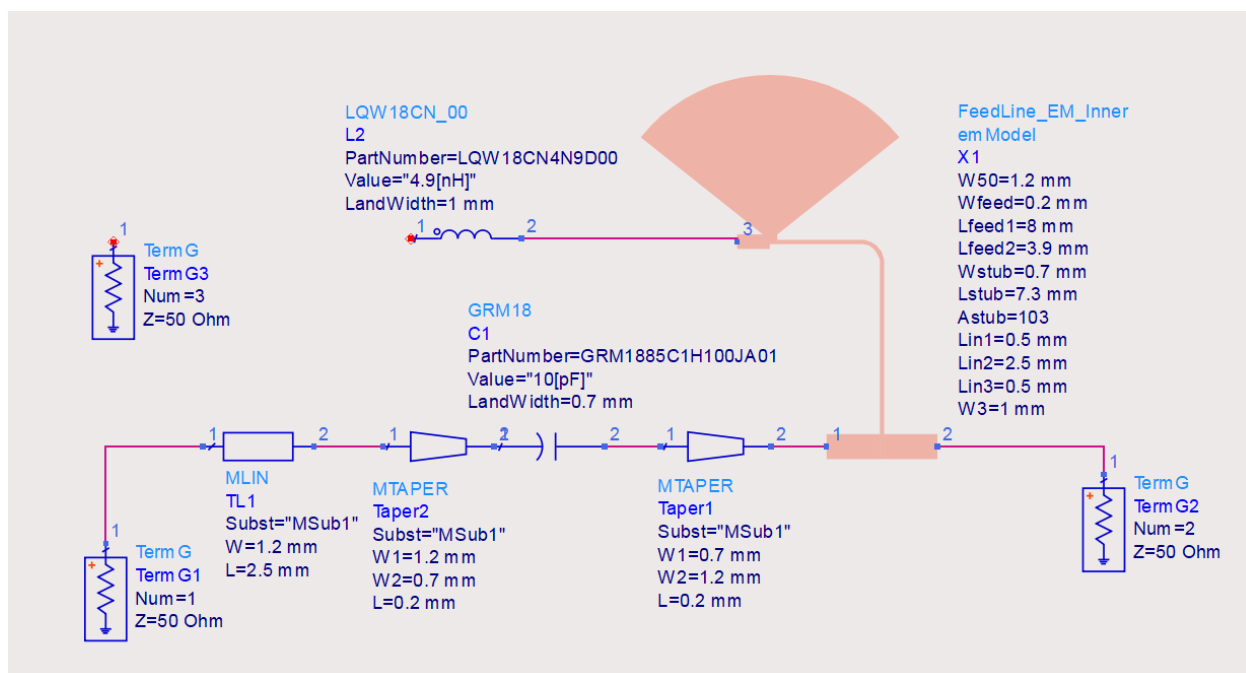 LQW18CN_00
L2
PartNumber=LQW18CN4N9D00
Value="4.9[nH]"
LandWidth=1 mm
1
2
3
FeedLine_EM_Inner
emModel
X1
W50=1.2 mm
Wfeed=0.2 mm
Lfeed1=8 mm
Lfeed2=3.9 mm
Wstub=0.7 mm
Lstub=7.3 mm
Astub=103
Lin1=0.5 mm
Lin2=2.5 mm
Lin3=0.5 mm
W3=1 mm
1
TermG
TermG3
Num=3
Z=50 Ohm
GRM18
C1
PartNumber=GRM1885C1H100JA01
Value="10[pF]"
LandWidth=0.7 mm
1
2
1
2
1
2
1
2
1
2
MLIN
TL1
Subst="MSub1"
W=1.2 mm
L=2.5 mm
MTAPER
Taper2
Subst="MSub1"
W1=1.2 mm
W2=0.7 mm
L=0.2 mm
MTAPER
Taper1
Subst="MSub1"
W1=0.7 mm
W2=1.2 mm
L=0.2 mm
1
TermG
TermG1
Num=1
Z=50 Ohm
1
TermG
TermG2
Num=2
Z=50 Ohm